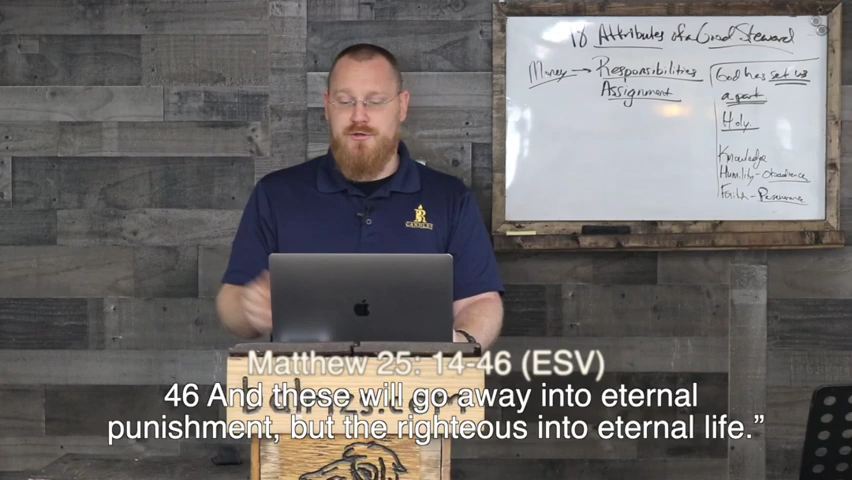 18 Attributes of a Good Steward
Money → Responsibilities
Assignment
God has set us
apart
Holy
Knowledge
Humility - Obedience
Faith - Perseverance
CANDLES
Matthew 25: 14-46 (ESV)
46 And these will go away into eternal
punishment, but the righteous into eternal life.”